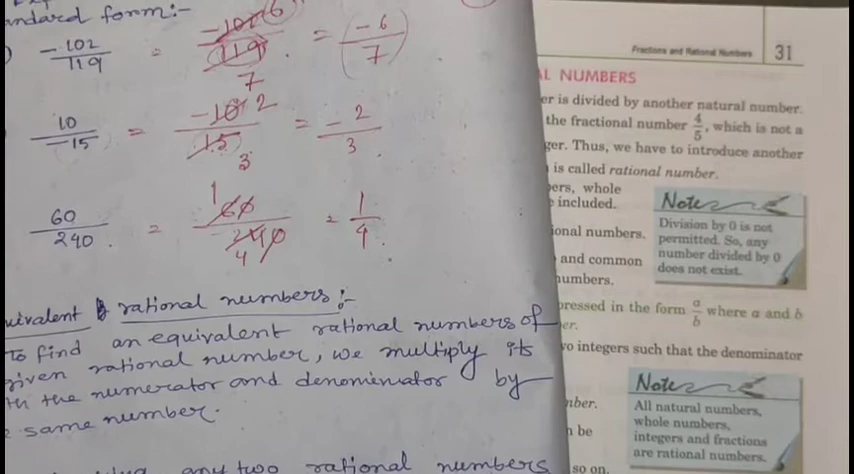 andard form:-
-102/119 = -102 6/119 7 = (-6/7)
10/-15 = -10 2/15 3 = -2/3
60/240 = 1 60/240 4 = 1/4
uivalent rational numbers:-
To find an equivalent rational numbers of
given rational number, we multiply its
th the numerator and denominator by
same number.
any two rational numbers
Fractions and Rational Numbers 31
AL NUMBERS
er is divided by another natural number.
the fractional number 4/5, which is not a
ger. Thus, we have to introduce another
is called rational number.
ers, whole
included.
ional numbers.
and common
numbers.
Note
Division by 0 is not
permitted. So, any
number divided by 0
does not exist.
pressed in the form a/b where a and b
er.
vo integers such that the denominator
nber.
n be
so on.
Note
All natural numbers,
whole numbers,
integers and fractions
are rational numbers.